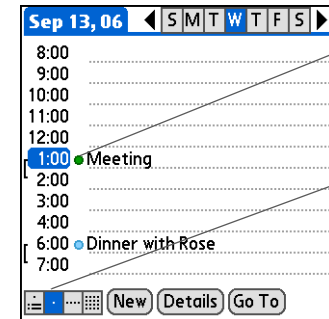 Sep 13, 06 S M T W T F S
8:00
9:00
10:00
11:00
12:00
1:00 Meeting
2:00
3:00
4:00
6:00 Dinner with Rose
7:00
New Details Go To